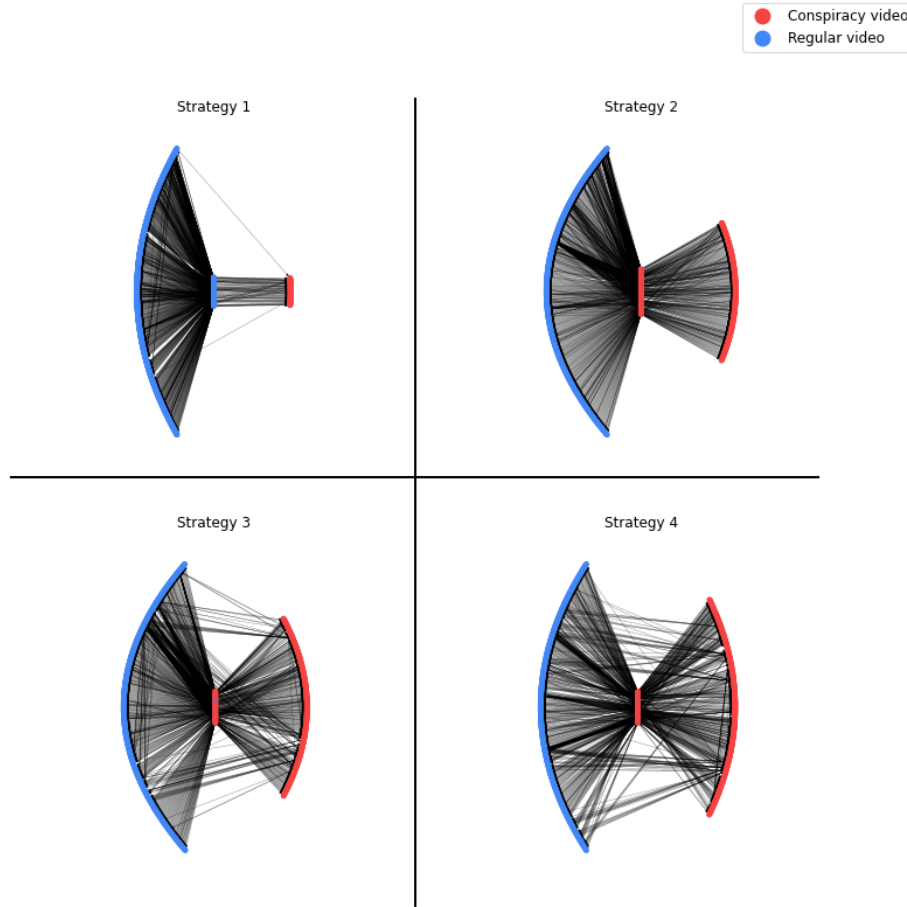 Conspiracy video
Regular video
Strategy 1
Strategy 2
Strategy 3
Strategy 4